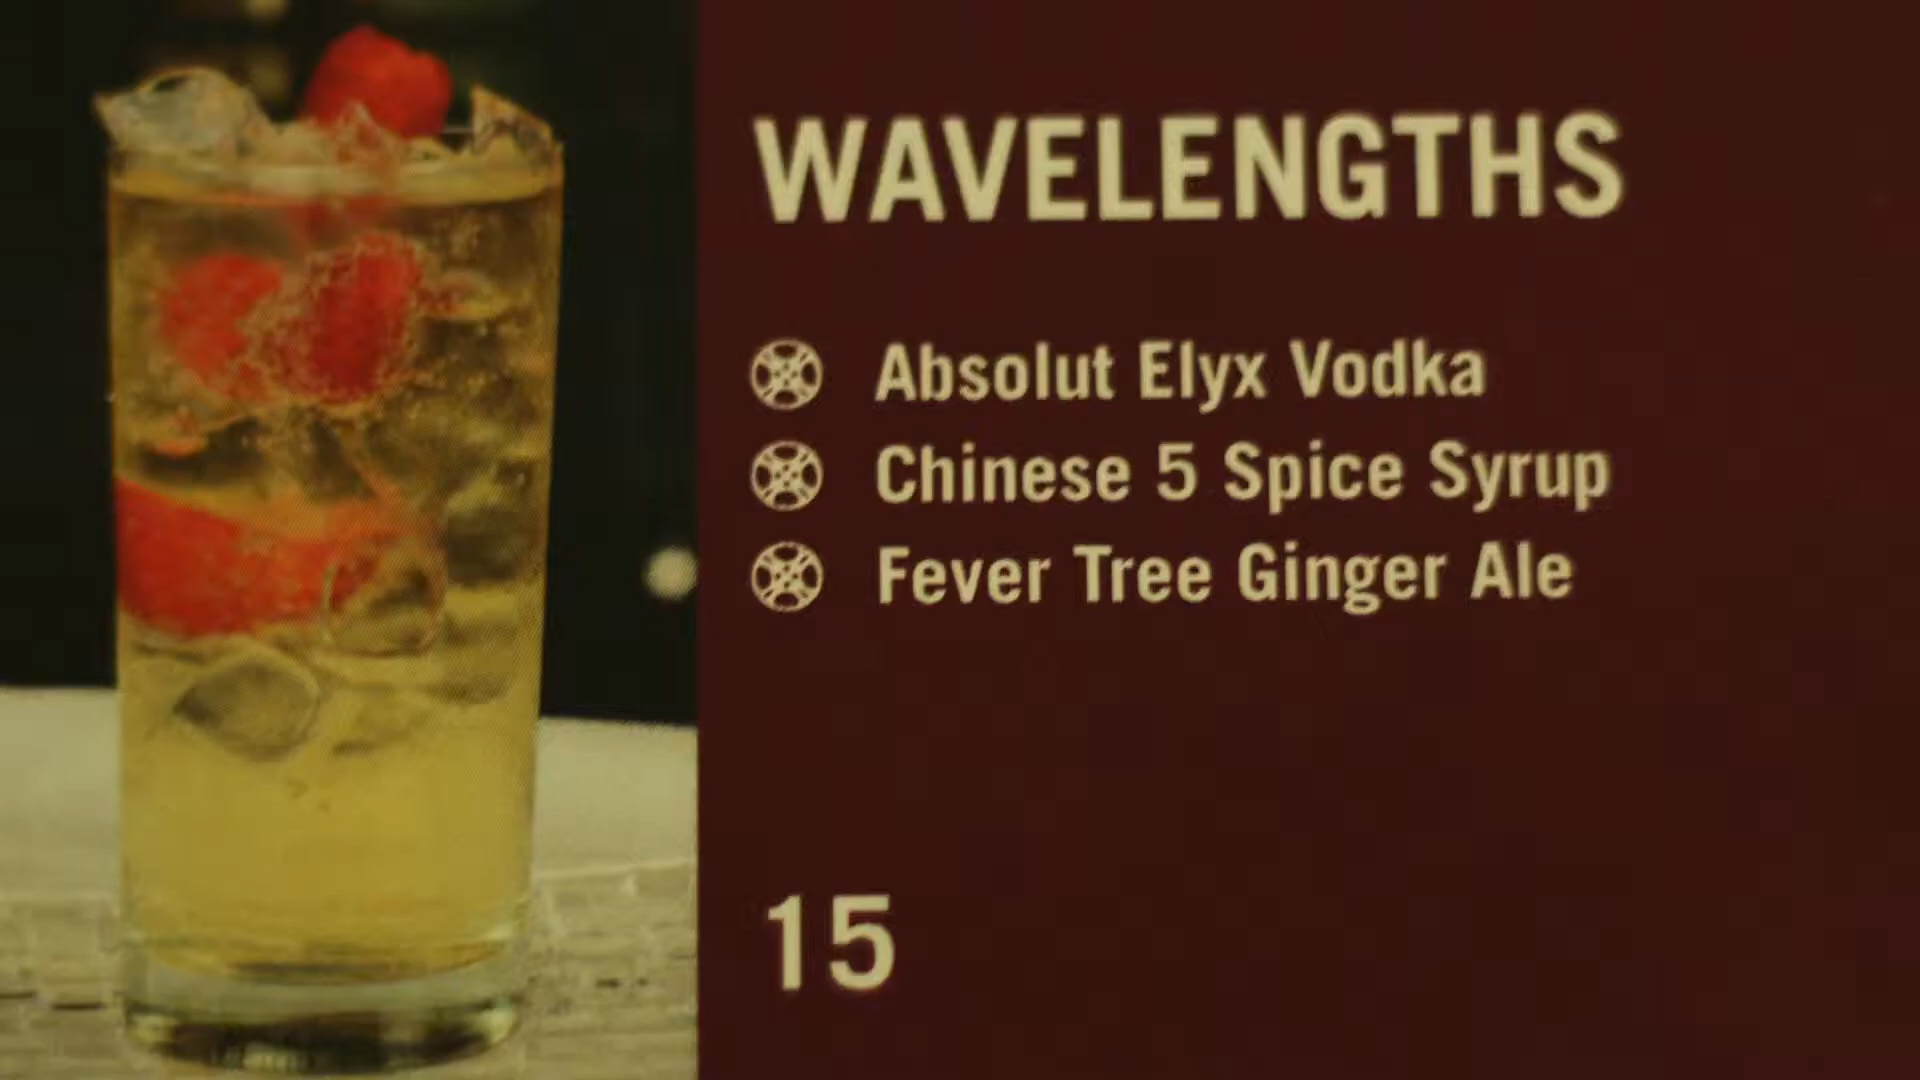 WAVELENGTHS
Absolut Elyx Vodka
Chinese 5 Spice Syrup
Fever Tree Ginger Ale
15